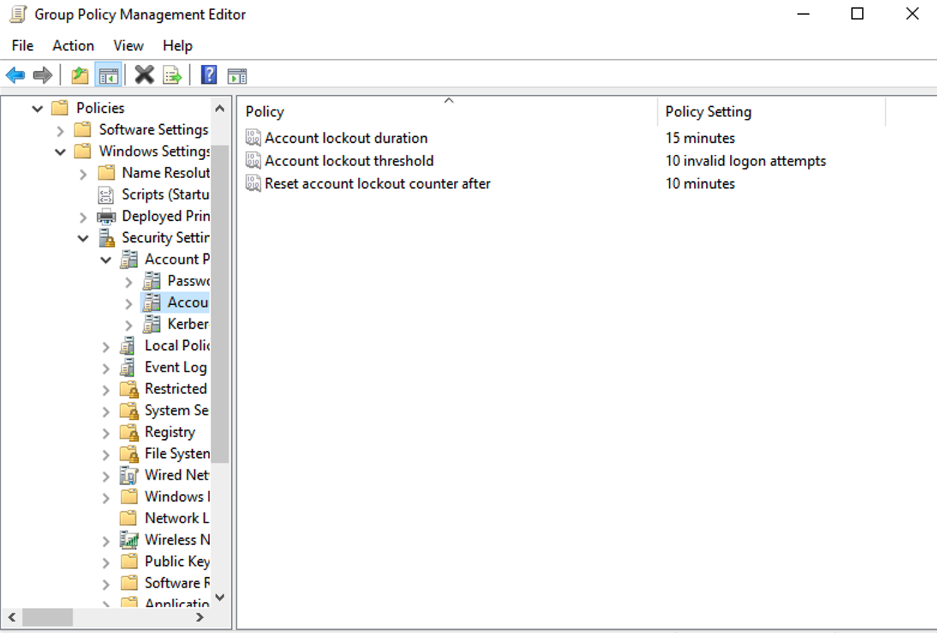 Group Policy Management Editor
File Action View Help
Policies
Software Settings
Windows Settings
Name Resolut
Scripts (Startu
Deployed Prin
Security Settin
Account P
Passwo
Accou
Kerber
Local Polic
Event Log
Restricted
System Se
Registry
File System
Wired Net
Windows
Network L
Wireless N
Public Key
Software R
Applicatio
Policy Policy Setting
Account lockout duration 15 minutes
Account lockout threshold 10 invalid logon attempts
Reset account lockout counter after 10 minutes